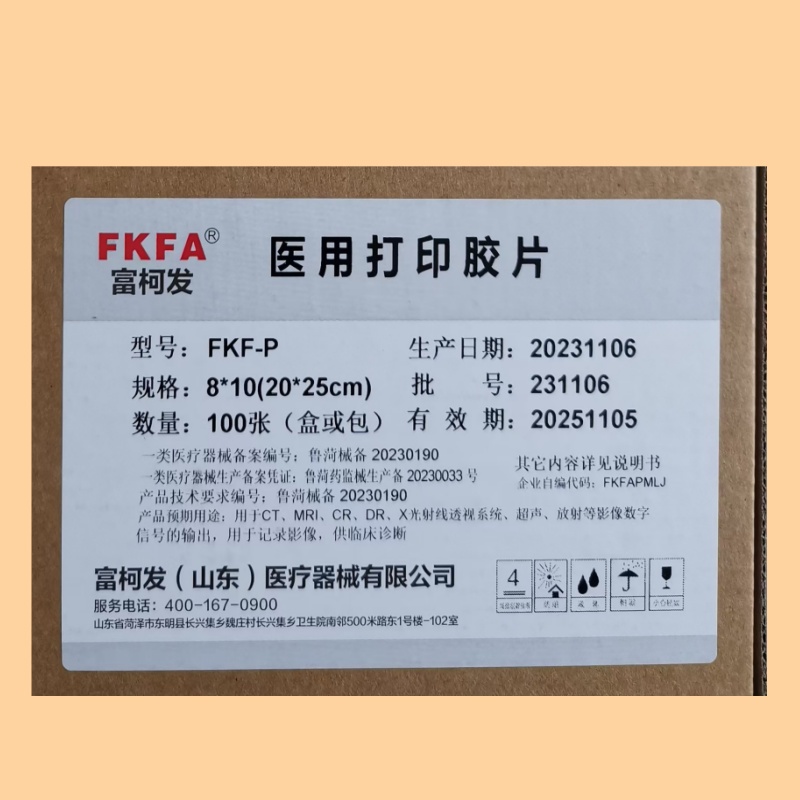 FKFA®
富柯发
医用打印胶片
型号：FKF-P
生产日期：20231106
规格：8*10(20*25cm)
批 号：231106
数量：100张（盒或包）
有 效 期：20251105
一类医疗器械备案编号：鲁菏械备 20230190
一类医疗器械生产备案凭证：鲁菏药监械生产备 20230033 号
产品技术要求编号：鲁菏械备 20230190
其它内容详见说明书
企业自编代码：FKFAPMLJ
产品预期用途：用于CT、MRI、CR、DR、X光射线透视系统、超声、放射等影像数字
信号的输出，用于记录影像，供临床诊断
富柯发（山东）医疗器械有限公司
服务电话：400-167-0900
山东省菏泽市东明县长兴集乡魏庄村长兴集乡卫生院南邻500米路东1号楼-102室
4
小心轻放